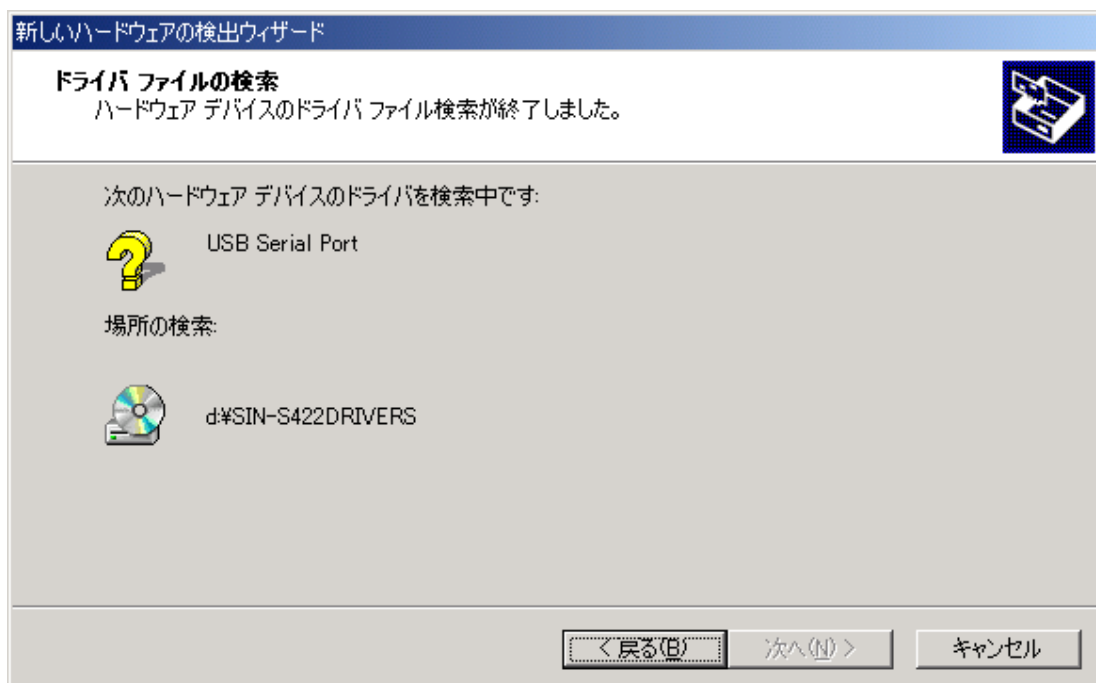 新しいハードウェアの検出ウィザード
ドライバ ファイルの検索
ハードウェア デバイスのドライバ ファイル検索が終了しました。
次のハードウェア デバイスのドライバを検索中です:
USB Serial Port
場所の検索:
d:¥SIN-S422DRIVERS
< 戻る(B) 次へ(N) > キャンセル